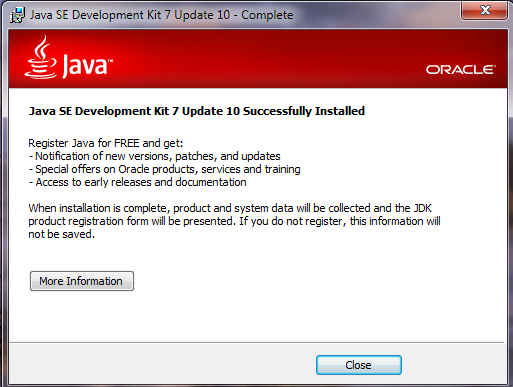 Java SE Development Kit 7 Update 10 - Complete
Java™
ORACLE®
Java SE Development Kit 7 Update 10 Successfully Installed
Register Java for FREE and get:
- Notification of new versions, patches, and updates
- Special offers on Oracle products, services and training
- Access to early releases and documentation
When installation is complete, product and system data will be collected and the JDK
product registration form will be presented. If you do not register, this information will
not be saved.
More Information
Close